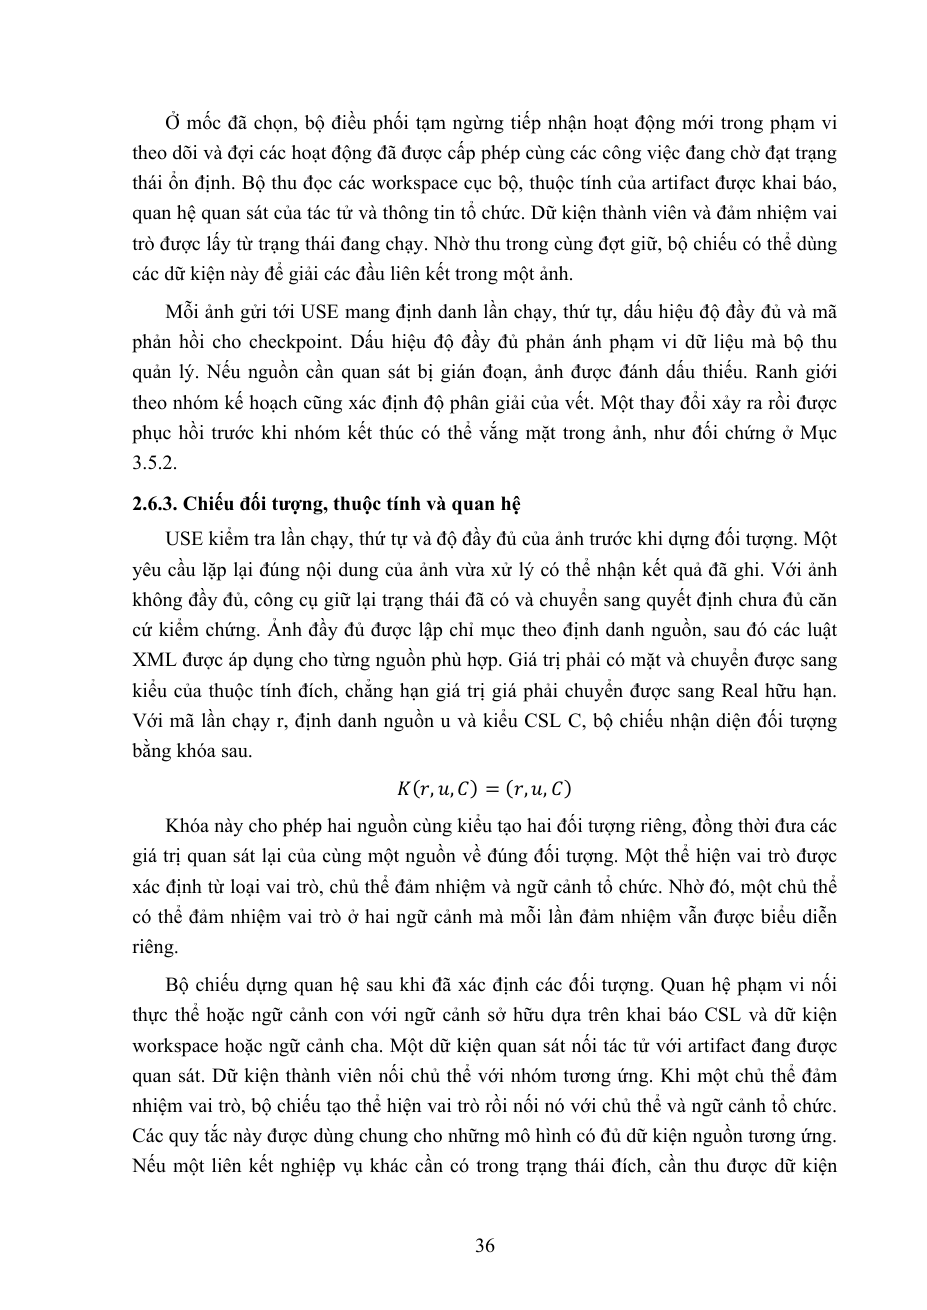 Ở mốc đã chọn, bộ điều phối tạm ngừng tiếp nhận hoạt động mới trong phạm vi
theo dõi và đợi các hoạt động đã được cấp phép cùng các công việc đang chờ đạt trạng
thái ổn định. Bộ thu đọc các workspace cục bộ, thuộc tính của artifact được khai báo,
quan hệ quan sát của tác tử và thông tin tổ chức. Dữ kiện thành viên và đảm nhiệm vai
trò được lấy từ trạng thái đang chạy. Nhờ thu trong cùng đợt giữ, bộ chiếu có thể dùng
các dữ kiện này để giải các đầu liên kết trong một ảnh.
Mỗi ảnh gửi tới USE mang định danh lần chạy, thứ tự, dấu hiệu độ đầy đủ và mã
phản hồi cho checkpoint. Dấu hiệu độ đầy đủ phản ánh phạm vi dữ liệu mà bộ thu
quản lý. Nếu nguồn cần quan sát bị gián đoạn, ảnh được đánh dấu thiếu. Ranh giới
theo nhóm kế hoạch cũng xác định độ phân giải của vết. Một thay đổi xảy ra rồi được
phục hồi trước khi nhóm kết thúc có thể vắng mặt trong ảnh, như đối chứng ở Mục
3.5.2.
2.6.3. Chiếu đối tượng, thuộc tính và quan hệ
USE kiểm tra lần chạy, thứ tự và độ đầy đủ của ảnh trước khi dựng đối tượng. Một
yêu cầu lặp lại đúng nội dung của ảnh vừa xử lý có thể nhận kết quả đã ghi. Với ảnh
không đầy đủ, công cụ giữ lại trạng thái đã có và chuyển sang quyết định chưa đủ căn
cứ kiểm chứng. Ảnh đầy đủ được lập chỉ mục theo định danh nguồn, sau đó các luật
XML được áp dụng cho từng nguồn phù hợp. Giá trị phải có mặt và chuyển được sang
kiểu của thuộc tính đích, chẳng hạn giá trị giá phải chuyển được sang Real hữu hạn.
Với mã lần chạy r, định danh nguồn u và kiểu CSL C, bộ chiếu nhận diện đối tượng
bằng khóa sau.
K(r, u, C) = (r, u, C)
Khóa này cho phép hai nguồn cùng kiểu tạo hai đối tượng riêng, đồng thời đưa các
giá trị quan sát lại của cùng một nguồn về đúng đối tượng. Một thể hiện vai trò được
xác định từ loại vai trò, chủ thể đảm nhiệm và ngữ cảnh tổ chức. Nhờ đó, một chủ thể
có thể đảm nhiệm vai trò ở hai ngữ cảnh mà mỗi lần đảm nhiệm vẫn được biểu diễn
riêng.
Bộ chiếu dựng quan hệ sau khi đã xác định các đối tượng. Quan hệ phạm vi nối
thực thể hoặc ngữ cảnh con với ngữ cảnh sở hữu dựa trên khai báo CSL và dữ kiện
workspace hoặc ngữ cảnh cha. Một dữ kiện quan sát nối tác tử với artifact đang được
quan sát. Dữ kiện thành viên nối chủ thể với nhóm tương ứng. Khi một chủ thể đảm
nhiệm vai trò, bộ chiếu tạo thể hiện vai trò rồi nối nó với chủ thể và ngữ cảnh tổ chức.
Các quy tắc này được dùng chung cho những mô hình có đủ dữ kiện nguồn tương ứng.
Nếu một liên kết nghiệp vụ khác cần có trong trạng thái đích, cần thu được dữ kiện
36